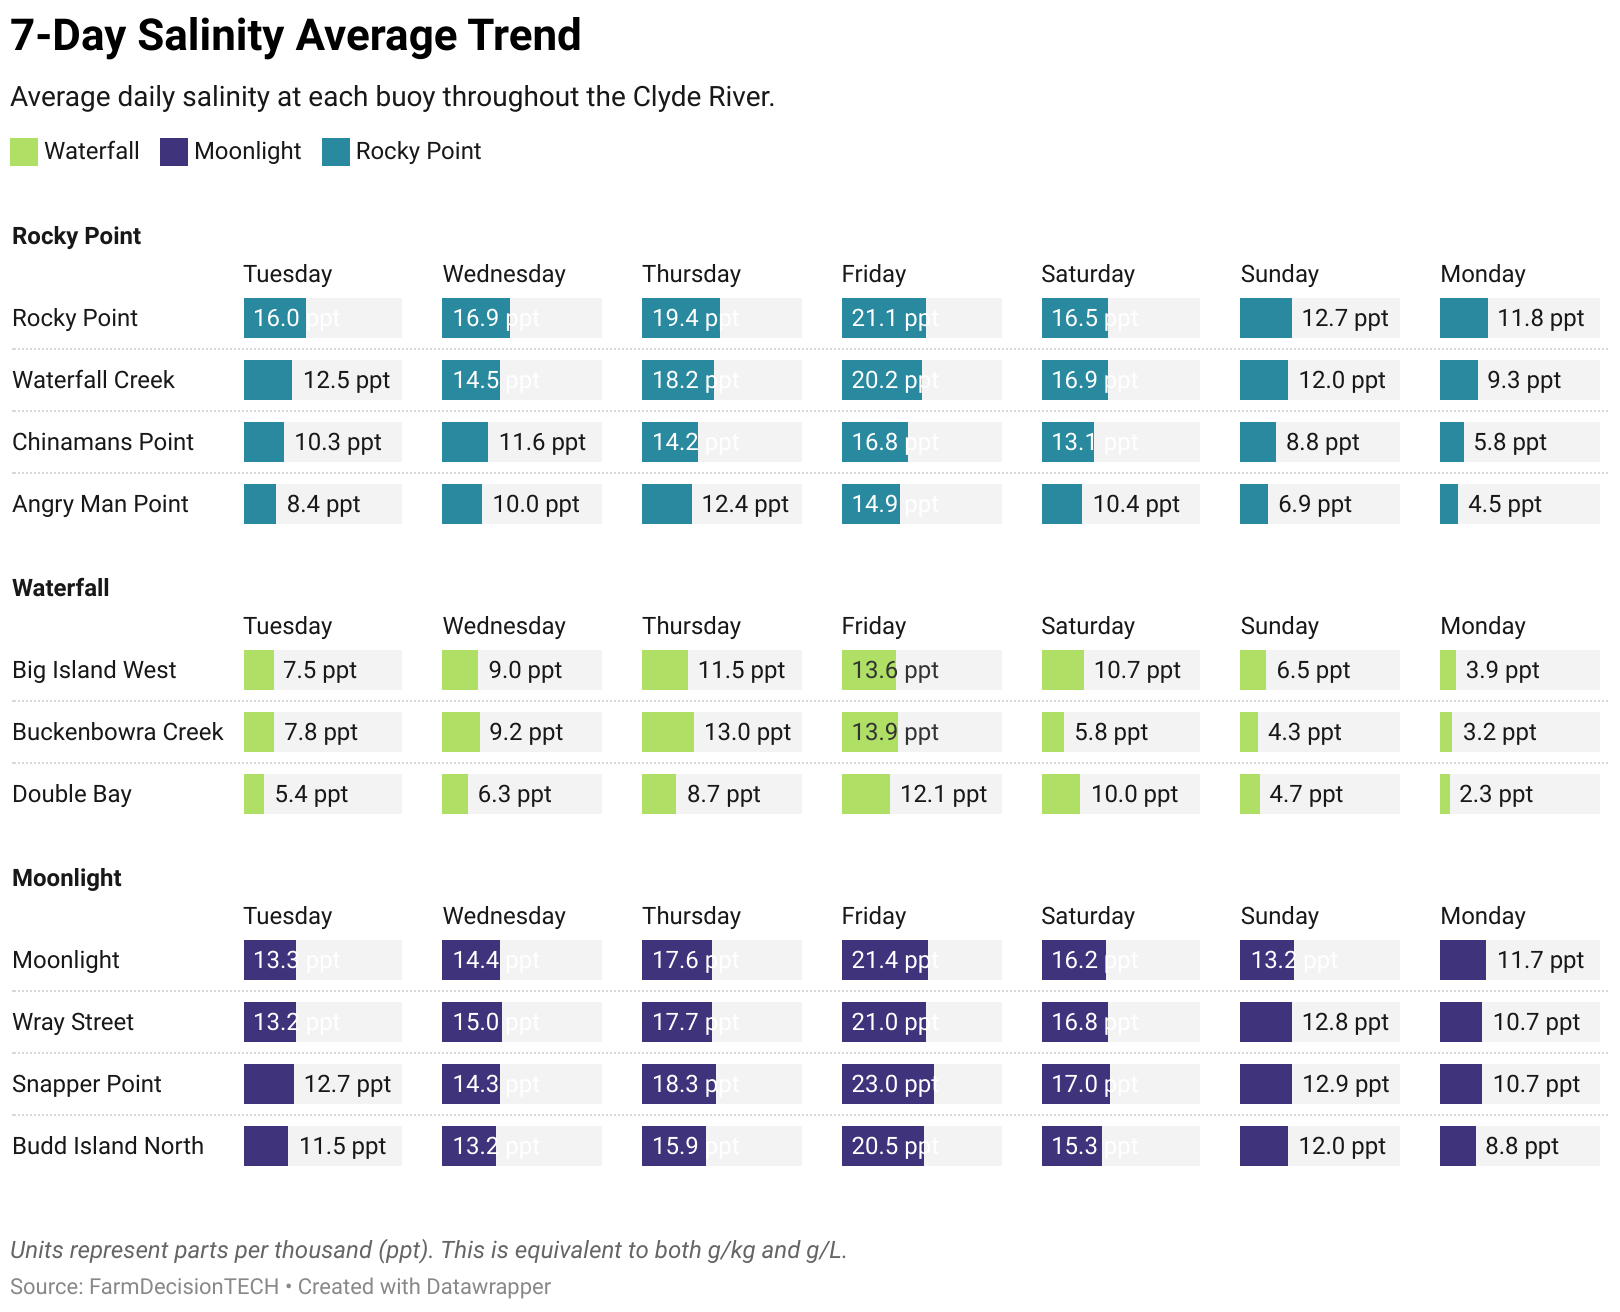 7-Day Salinity Average Trend
Average daily salinity at each buoy throughout the Clyde River.
Waterfall Moonlight Rocky Point
Rocky Point
Tuesday Wednesday Thursday Friday Saturday Sunday Monday
Rocky Point 16.0 ppt 16.9 ppt 19.4 ppt 21.1 ppt 16.5 ppt 12.7 ppt 11.8 ppt
Waterfall Creek 12.5 ppt 14.5 ppt 18.2 ppt 20.2 ppt 16.9 ppt 12.0 ppt 9.3 ppt
Chinamans Point 10.3 ppt 11.6 ppt 14.2 ppt 16.8 ppt 13.1 ppt 8.8 ppt 5.8 ppt
Angry Man Point 8.4 ppt 10.0 ppt 12.4 ppt 14.9 ppt 10.4 ppt 6.9 ppt 4.5 ppt
Waterfall
Tuesday Wednesday Thursday Friday Saturday Sunday Monday
Big Island West 7.5 ppt 9.0 ppt 11.5 ppt 13.6 ppt 10.7 ppt 6.5 ppt 3.9 ppt
Buckenbowra Creek 7.8 ppt 9.2 ppt 13.0 ppt 13.9 ppt 5.8 ppt 4.3 ppt 3.2 ppt
Double Bay 5.4 ppt 6.3 ppt 8.7 ppt 12.1 ppt 10.0 ppt 4.7 ppt 2.3 ppt
Moonlight
Tuesday Wednesday Thursday Friday Saturday Sunday Monday
Moonlight 13.3 ppt 14.4 ppt 17.6 ppt 21.4 ppt 16.2 ppt 13.2 ppt 11.7 ppt
Wray Street 13.2 ppt 15.0 ppt 17.7 ppt 21.0 ppt 16.8 ppt 12.8 ppt 10.7 ppt
Snapper Point 12.7 ppt 14.3 ppt 18.3 ppt 23.0 ppt 17.0 ppt 12.9 ppt 10.7 ppt
Budd Island North 11.5 ppt 13.2 ppt 15.9 ppt 20.5 ppt 15.3 ppt 12.0 ppt 8.8 ppt
Units represent parts per thousand (ppt). This is equivalent to both g/kg and g/L.
Source: FarmDecisionTECH • Created with Datawrapper